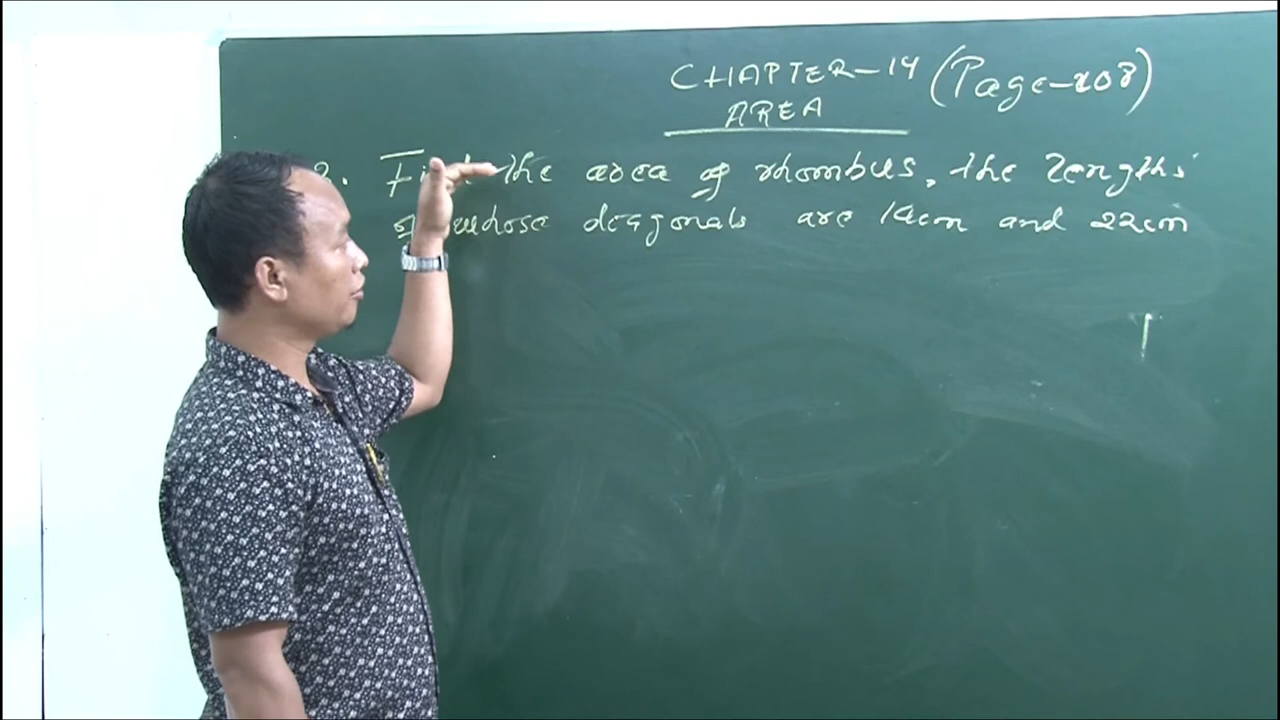 CHAPTER-14 (Page-208)
AREA
2. Find the area of rhombus, the lengths
of whose diagonals are cm and 22cm